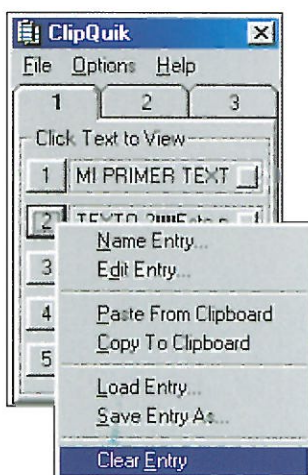 ClipQuik
File Options Help
1 2 3
Click Text to View
1 MI PRIMER TEXT
2 TEXTO
3
4
5
Name Entry...
Edit Entry...
Paste From Clipboard
Copy To Clipboard
Load Entry...
Save Entry As...
Clear Entry